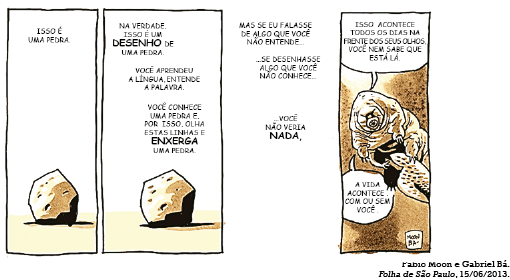 ISSO É
UMA PEDRA.
NA VERDADE,
ISSO É UM
DESENHO DE
UMA PEDRA.
VOCÊ APRENDEU
A LÍNGUA, ENTENDE
A PALAVRA.
VOCÊ CONHECE
UMA PEDRA E,
POR ISSO, OLHA
ESTAS LINHAS E
ENXERGA
UMA PEDRA.
MAS SE EU FALASSE
DE ALGO QUE VOCÊ
NÃO ENTENDE...
...SE DESENHASSE
ALGO QUE VOCÊ
NÃO CONHECE...
...VOCÊ
NÃO VERIA
NADA,
ISSO ACONTECE
TODOS OS DIAS NA
FRENTE DOS SEUS OLHOS,
VOCÊ NEM SABE QUE
ESTÁ LÁ.
A VIDA
ACONTECE
COM OU SEM
VOCÊ.
MOON
BÁ
Fábio Moon e Gabriel Bá.
Folha de São Paulo, 15/06/2013.